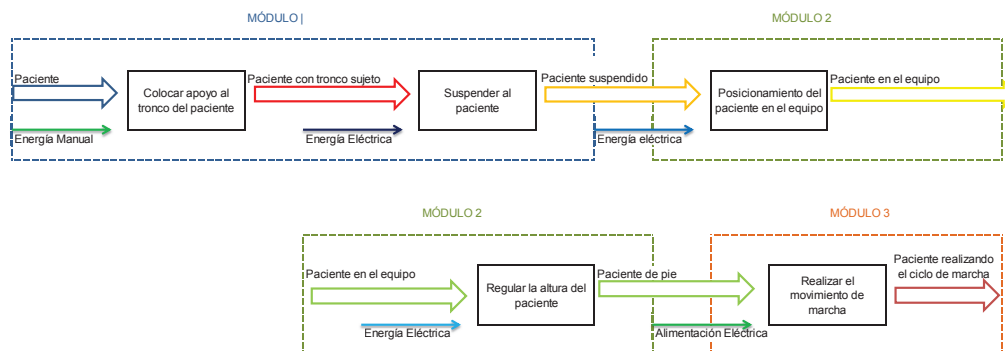 MÓDULO |
MÓDULO 2
Paciente
Colocar apoyo al
tronco del paciente
Energía Manual
Paciente con tronco sujeto
Suspender al
paciente
Energía Eléctrica
Paciente suspendido
Energía eléctrica
Posicionamiento del
paciente en el equipo
Paciente en el equipo
MÓDULO 2
MÓDULO 3
Paciente en el equipo
Regular la altura del
paciente
Energía Eléctrica
Paciente de pie
Alimentación Eléctrica
Realizar el
movimiento de
marcha
Paciente realizando
el ciclo de marcha